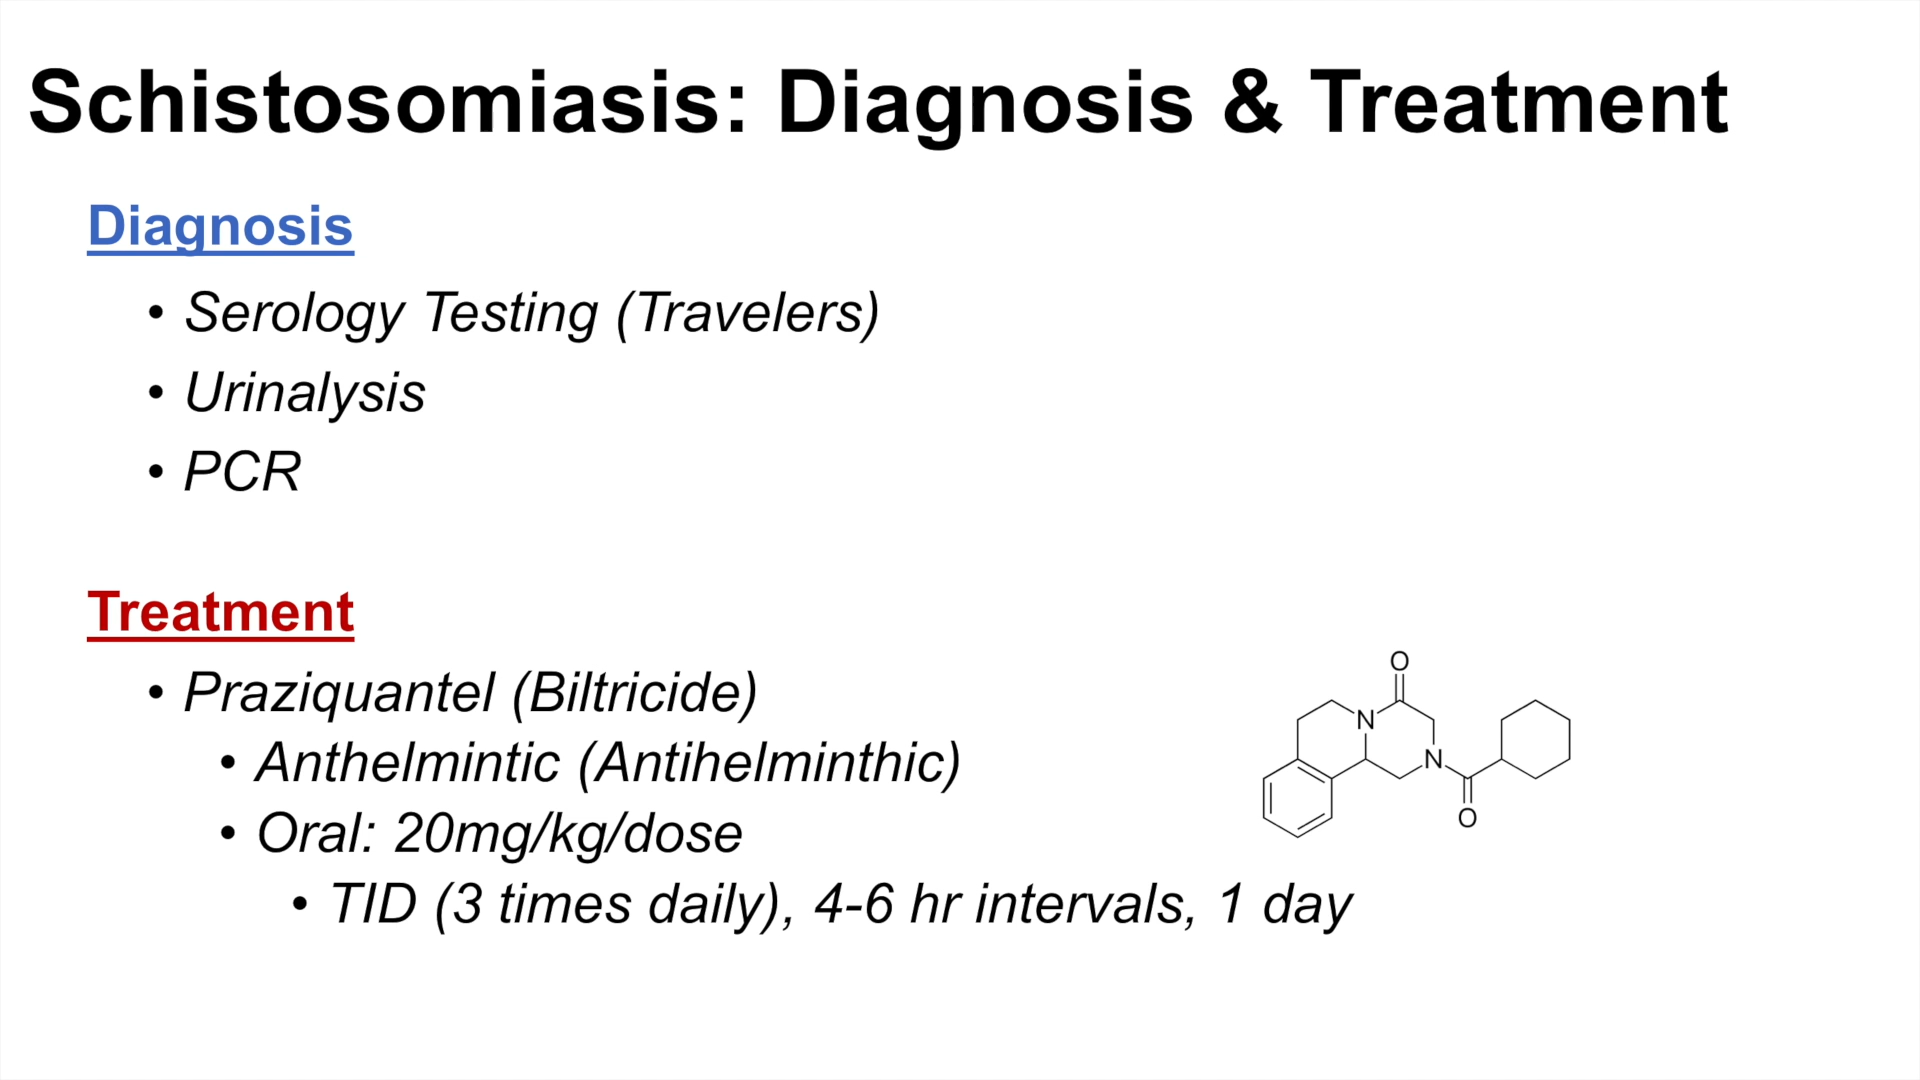 Schistosomiasis: Diagnosis & Treatment
Diagnosis
• Serology Testing (Travelers)
• Urinalysis
• PCR
Treatment
• Praziquantel (Biltricide)
• Anthelmintic (Antihelminthic)
• Oral: 20mg/kg/dose
• TID (3 times daily), 4-6 hr intervals, 1 day
O
N
N
O